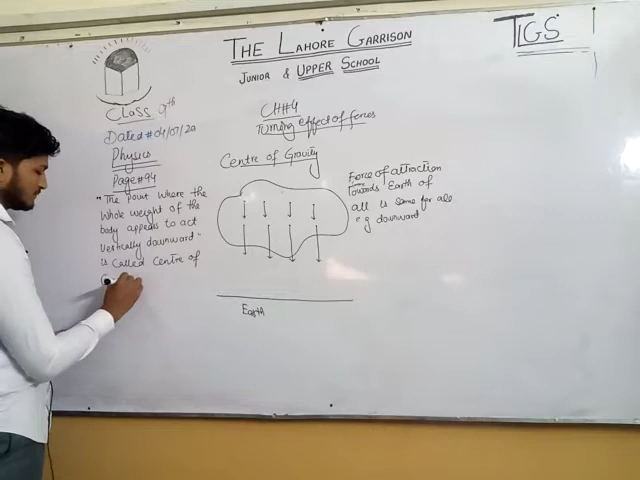 THE LAHORE GARRISON
JUNIOR & UPPER SCHOOL
TLGS
CLASS 9th
Dated # 04/07/20
Physics
Page # 94
"The point where the
whole weight of the
body appears to act
vertically downward"
is called centre of
G
CH#4
Turning effect of forces
Centre of Gravity
Earth
Force of attraction
towards Earth of
all is same for all
e.g downward